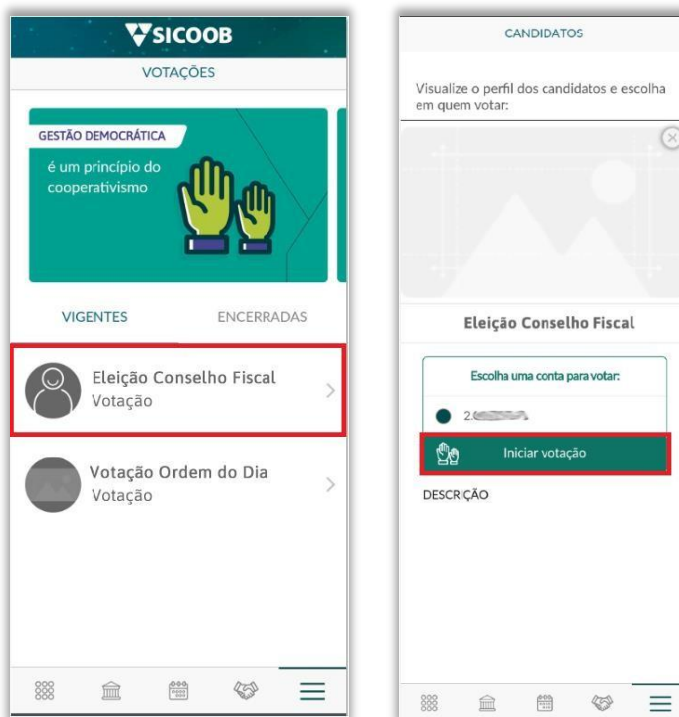 SICOOB
VOTAÇÕES
GESTÃO DEMOCRÁTICA
é um princípio do
cooperativismo
VIGENTES ENCERRADAS
Eleição Conselho Fiscal
Votação
Votação Ordem do Dia
Votação
CANDIDATOS
Visualize o perfil dos candidatos e escolha
em quem votar:
Eleição Conselho Fiscal
Escolha uma conta para votar:
Iniciar votação
DESCRIÇÃO